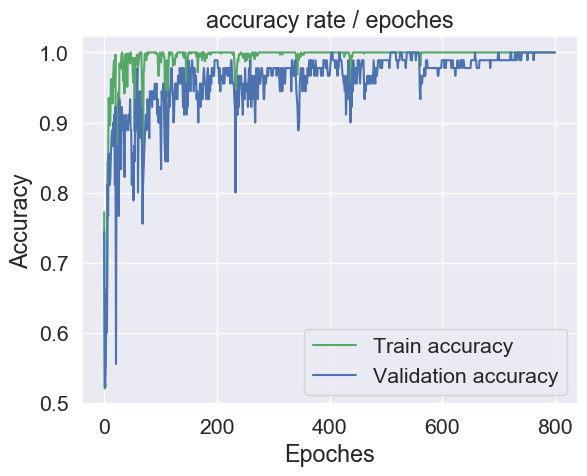 accuracy rate / epoches
1.0
0.9
0.8
0.7
0.6
0.5
Accuracy
Train accuracy
Validation accuracy
0 200 400 600 800
Epoches